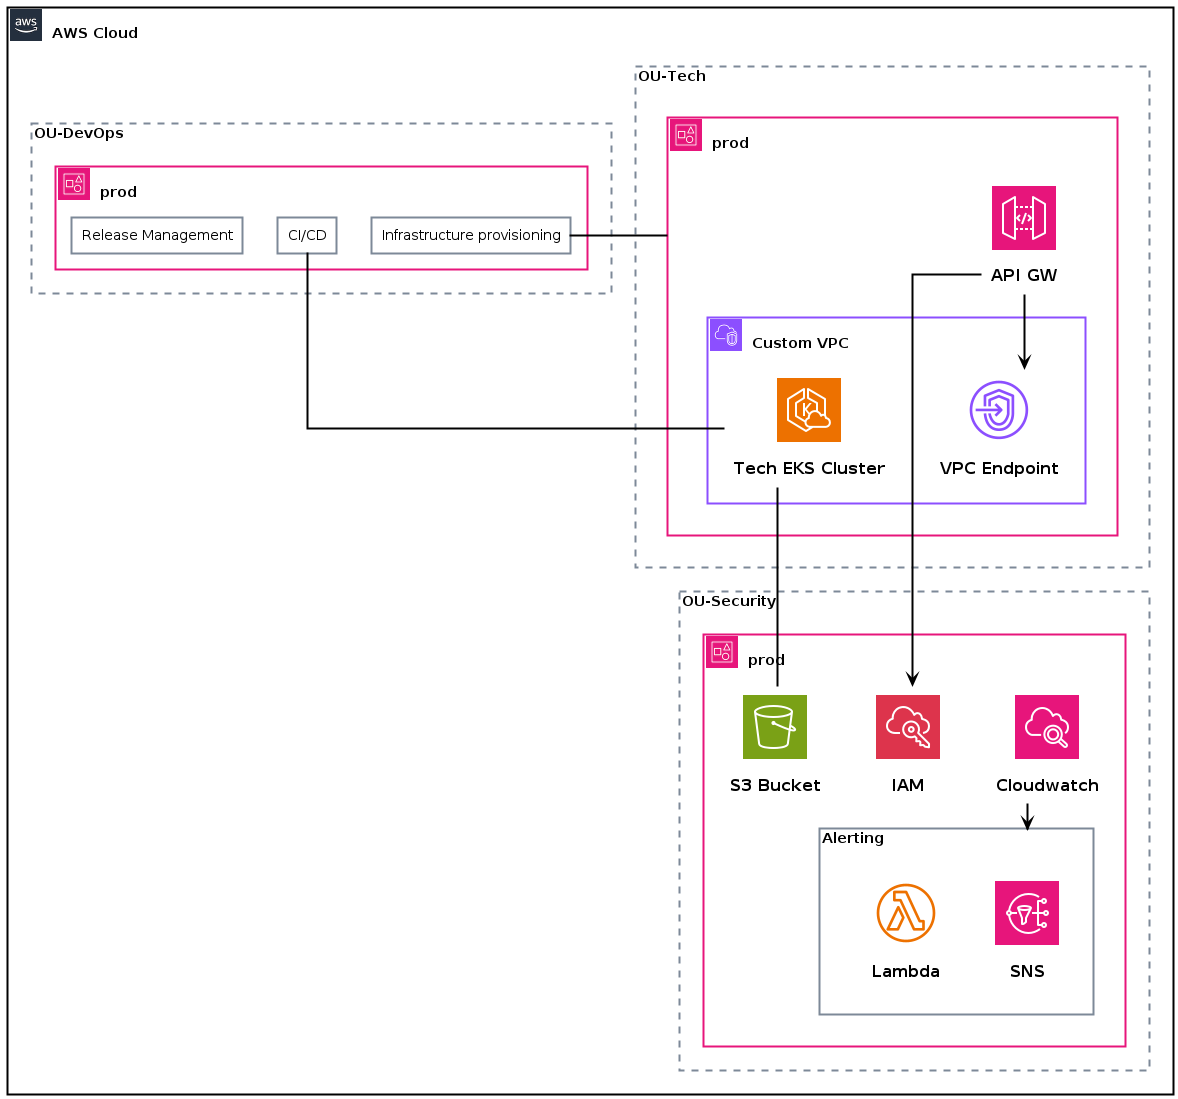 aws
AWS Cloud
OU-Tech
prod
API GW
Custom VPC
K
Tech EKS Cluster
VPC Endpoint
OU-DevOps
prod
Release Management
CI/CD
Infrastructure provisioning
OU-Security
prod
S3 Bucket
IAM
Cloudwatch
Alerting
Lambda
SNS